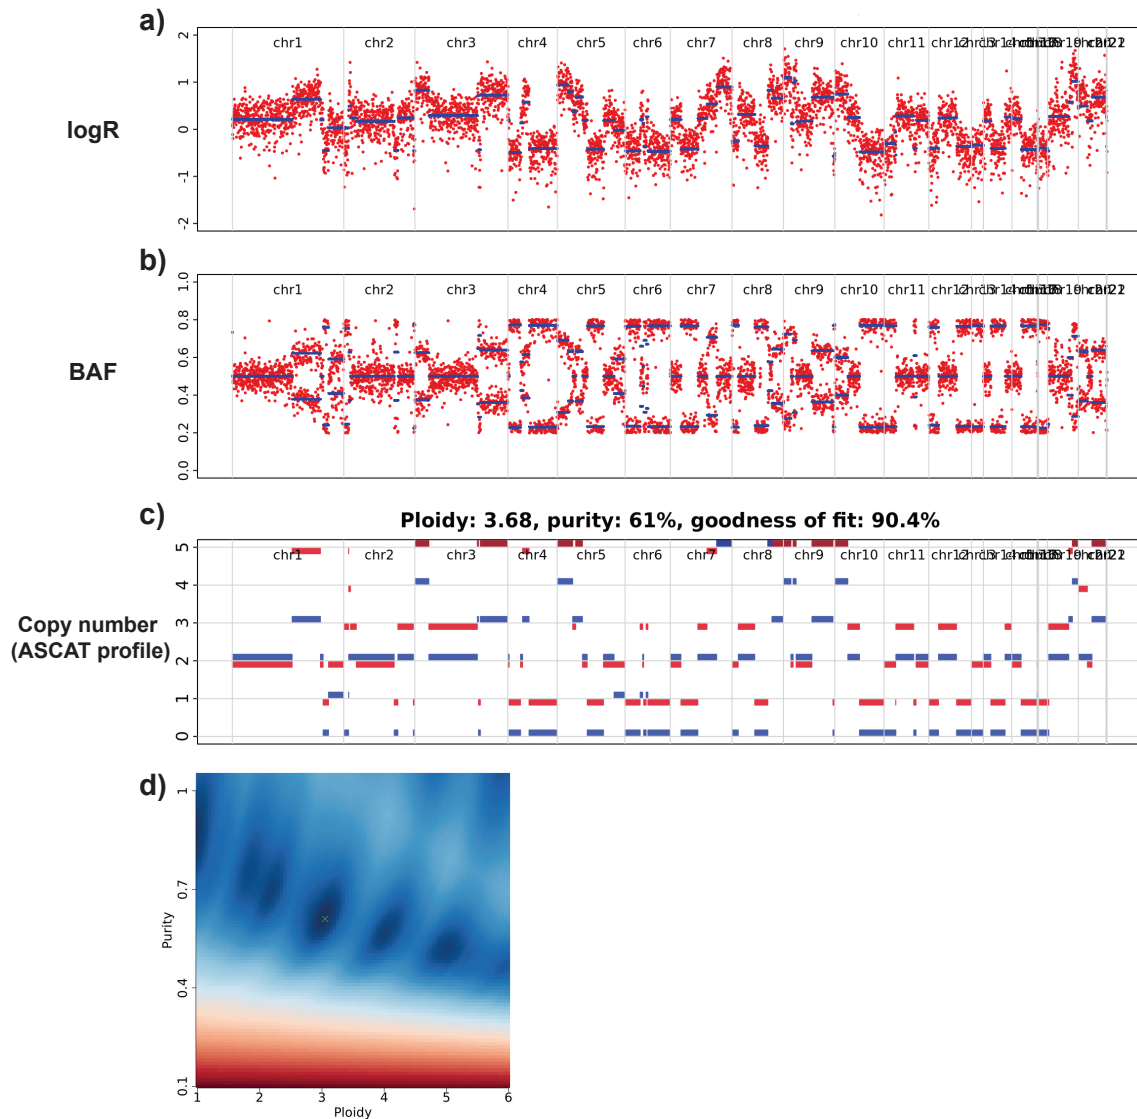 a)
logR
2
1
0
-1
-2
chr1 chr2 chr3 chr4 chr5 chr6 chr7 chr8 chr9 chr10 chr11 chr12
b)
BAF
1.0
0.8
0.6
0.4
0.2
0.0
chr1 chr2 chr3 chr4 chr5 chr6 chr7 chr8 chr9 chr10 chr11 chr12
c)
Ploidy: 3.68, purity: 61%, goodness of fit: 90.4%
Copy number
(ASCAT profile)
5
4
3
2
1
0
chr1 chr2 chr3 chr4 chr5 chr6 chr7 chr8 chr9 chr10 chr11 chr12
d)
Purity
1
0.7
0.4
0.1
1 2 3 4 5 6
Ploidy